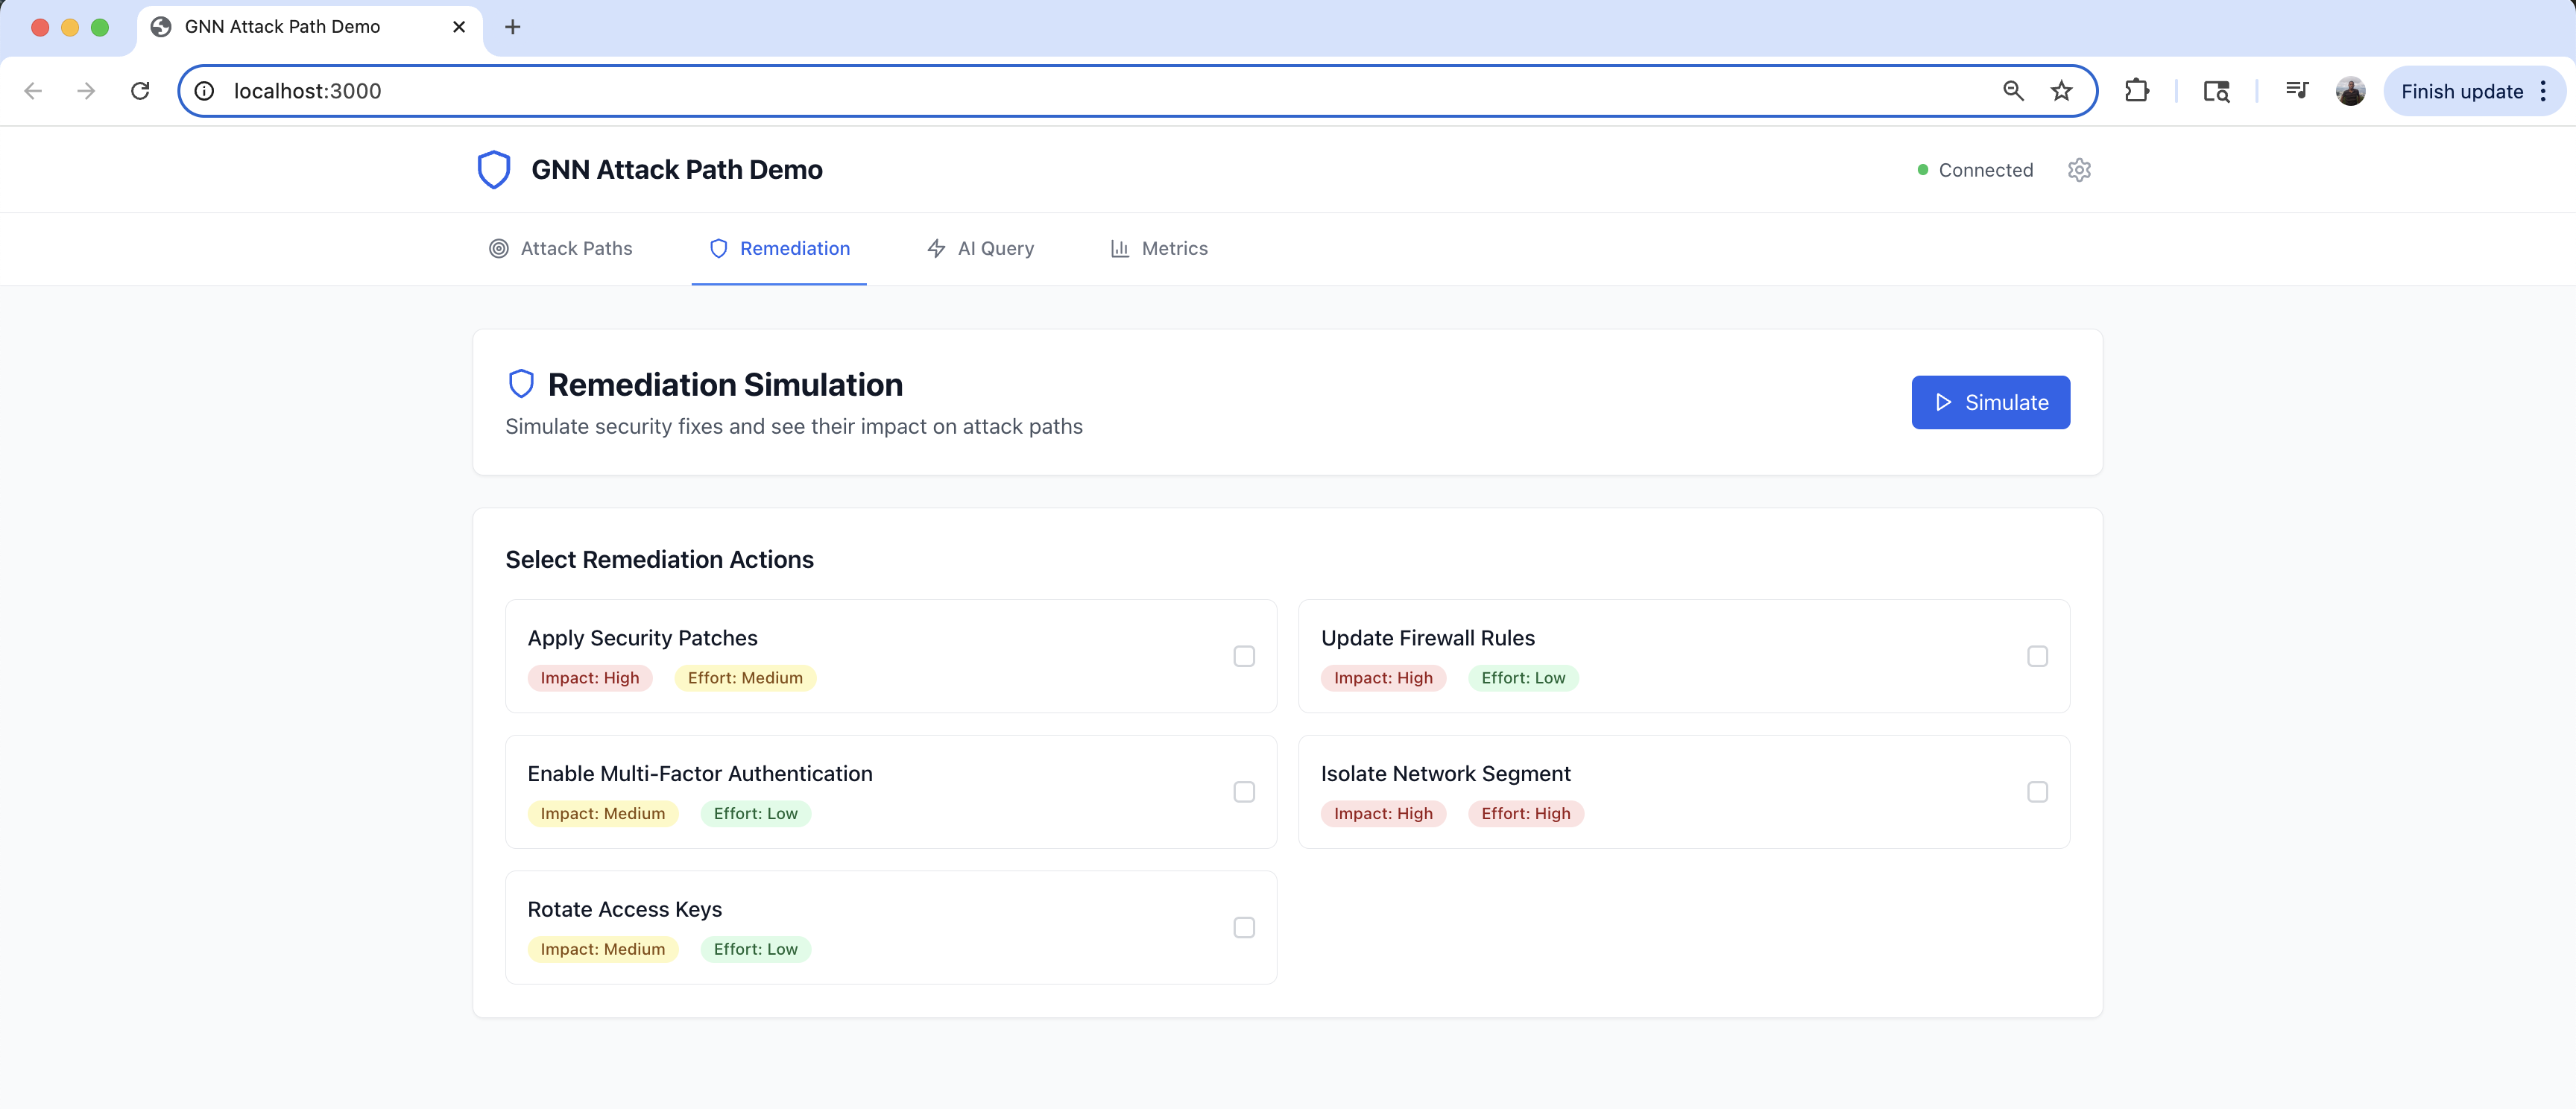 GNN Attack Path Demo
localhost:3000
Finish update
GNN Attack Path Demo
Connected
Attack Paths
Remediation
AI Query
Metrics
Remediation Simulation
Simulate security fixes and see their impact on attack paths
Simulate
Select Remediation Actions
Apply Security Patches
Impact: High
Effort: Medium
Update Firewall Rules
Impact: High
Effort: Low
Enable Multi-Factor Authentication
Impact: Medium
Effort: Low
Isolate Network Segment
Impact: High
Effort: High
Rotate Access Keys
Impact: Medium
Effort: Low